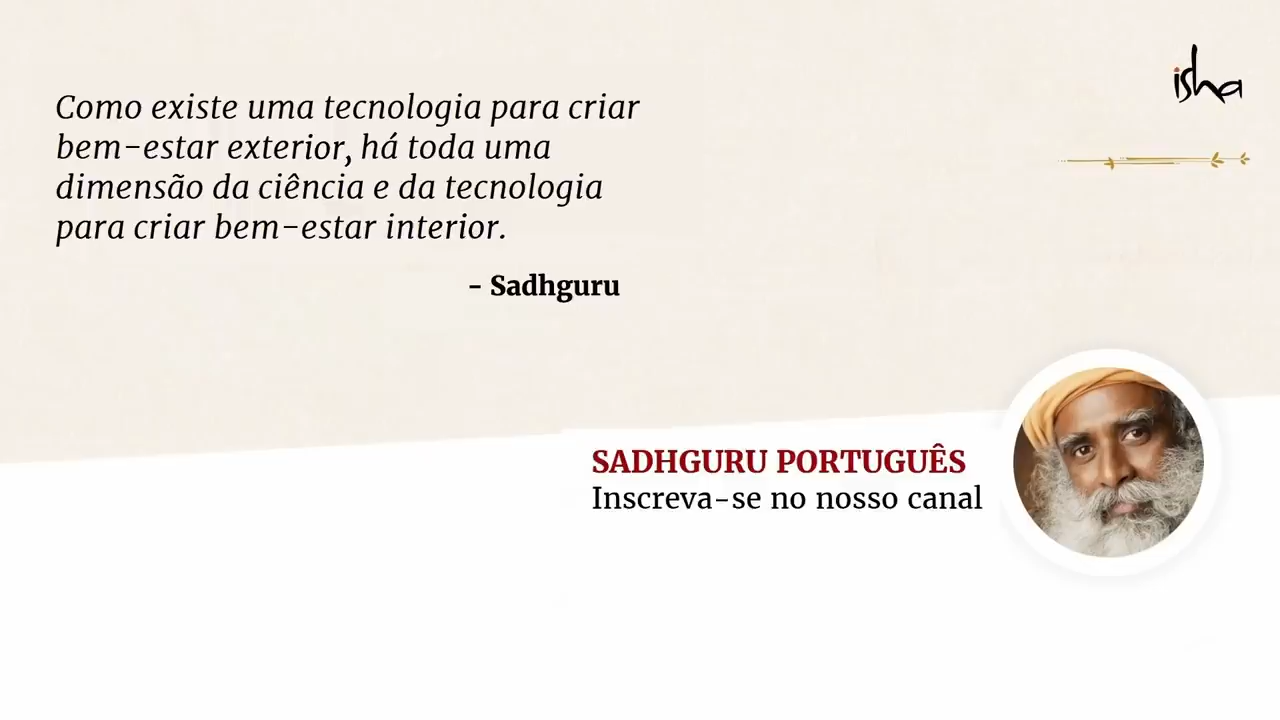 Como existe uma tecnologia para criar
bem-estar exterior, há toda uma
dimensão da ciência e da tecnologia
para criar bem-estar interior.
- Sadhguru
isha
SADHGURU PORTUGUÊS
Inscreva-se no nosso canal